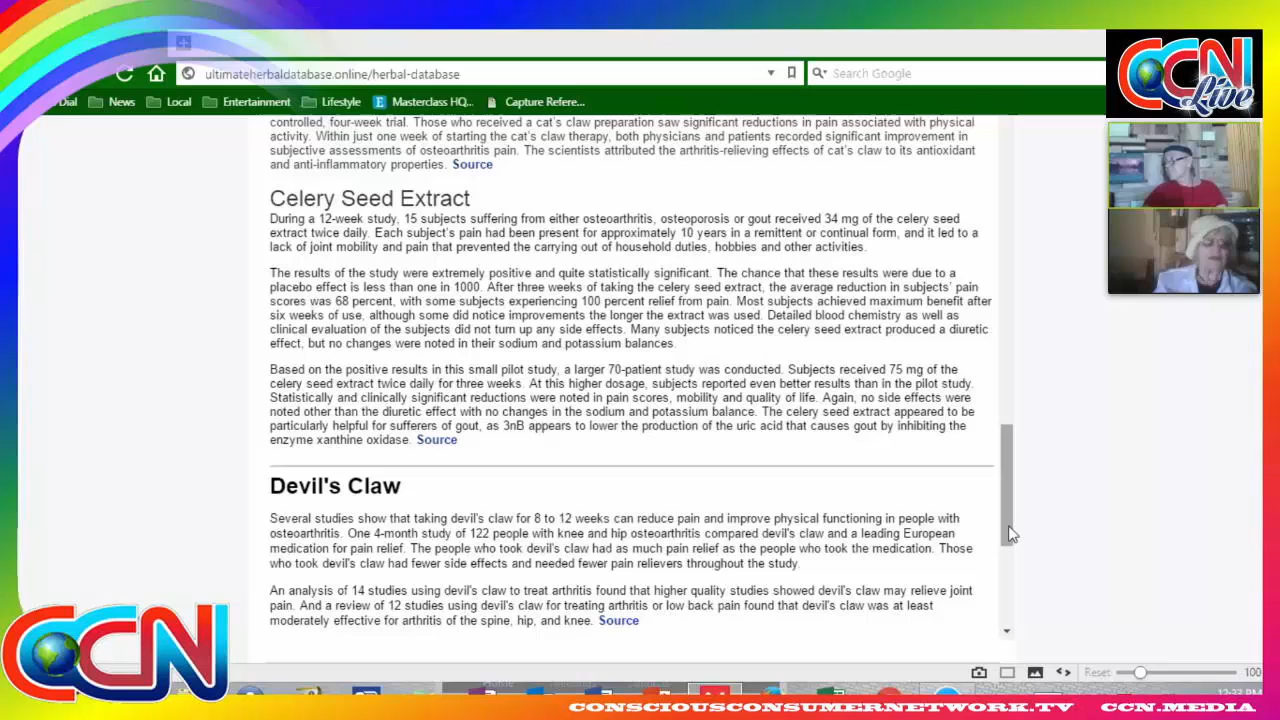 CCN
Live
ultimateherbaldatabase.online/herbal-database
Search Google
Dial News Local Entertainment Lifestyle Masterclass HQ... Capture Refere...
controlled, four-week trial. Those who received a cat's claw preparation saw significant reductions in pain associated with physical
activity. Within just one week of starting the cat's claw therapy, both physicians and patients recorded significant improvement in
subjective assessments of osteoarthritis pain. The scientists attributed the arthritis-relieving effects of cat's claw to its antioxidant
and anti-inflammatory properties. Source
Celery Seed Extract
During a 12-week study, 15 subjects suffering from either osteoarthritis, osteoporosis or gout received 34 mg of the celery seed
extract twice daily. Each subject's pain had been present for approximately 10 years in a remittent or continual form, and it led to a
lack of joint mobility and pain that prevented the carrying out of household duties, hobbies and other activities.
The results of the study were extremely positive and quite statistically significant. The chance that these results were due to a
placebo effect is less than one in 1000. After three weeks of taking the celery seed extract, the average reduction in subjects' pain
scores was 68 percent, with some subjects experiencing 100 percent relief from pain. Most subjects achieved maximum benefit after
six weeks of use, although some did notice improvements the longer the extract was used. Detailed blood chemistry as well as
clinical evaluation of the subjects did not turn up any side effects. Many subjects noticed the celery seed extract produced a diuretic
effect, but no changes were noted in their sodium and potassium balances.
Based on the positive results in this small pilot study, a larger 70-patient study was conducted. Subjects received 75 mg of the
celery seed extract twice daily for three weeks. At this higher dosage, subjects reported even better results than in the pilot study.
Statistically and clinically significant reductions were noted in pain scores, mobility and quality of life. Again, no side effects were
noted other than the diuretic effect with no changes in the sodium and potassium balance. The celery seed extract appeared to be
particularly helpful for sufferers of gout, as 3nB appears to lower the production of the uric acid that causes gout by inhibiting the
enzyme xanthine oxidase. Source
Devil's Claw
Several studies show that taking devil's claw for 8 to 12 weeks can reduce pain and improve physical functioning in people with
osteoarthritis. One 4-month study of 122 people with knee and hip osteoarthritis compared devil's claw and a leading European
medication for pain relief. The people who took devil's claw had as much pain relief as the people who took the medication. Those
who took devil's claw had fewer side effects and needed fewer pain relievers throughout the study.
An analysis of 14 studies using devil's claw to treat arthritis found that higher quality studies showed devil's claw may relieve joint
pain. And a review of 12 studies using devil's claw for treating arthritis or low back pain found that devil's claw was at least
moderately effective for arthritis of the spine, hip, and knee. Source
CCN
Reset 100
12:33 PM
CONSCIOUSCONSUMERNETWORK.TV CCN.MEDIA